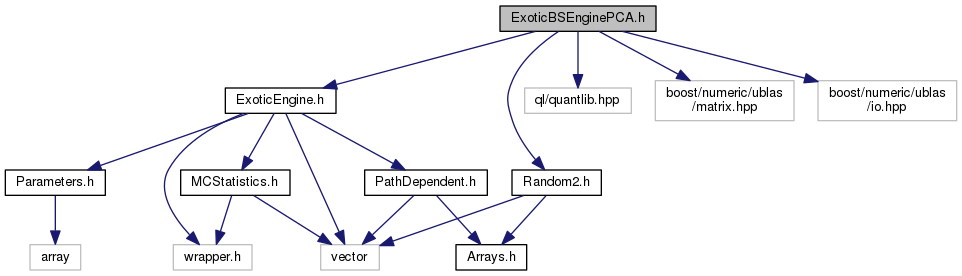 ExoticBSEnginePCA.h
ExoticEngine.h
ql/quantlib.hpp
boost/numeric/ublas
/matrix.hpp
boost/numeric/ublas
/io.hpp
Parameters.h
MCStatistics.h
PathDependent.h
Random2.h
array
wrapper.h
vector
Arrays.h